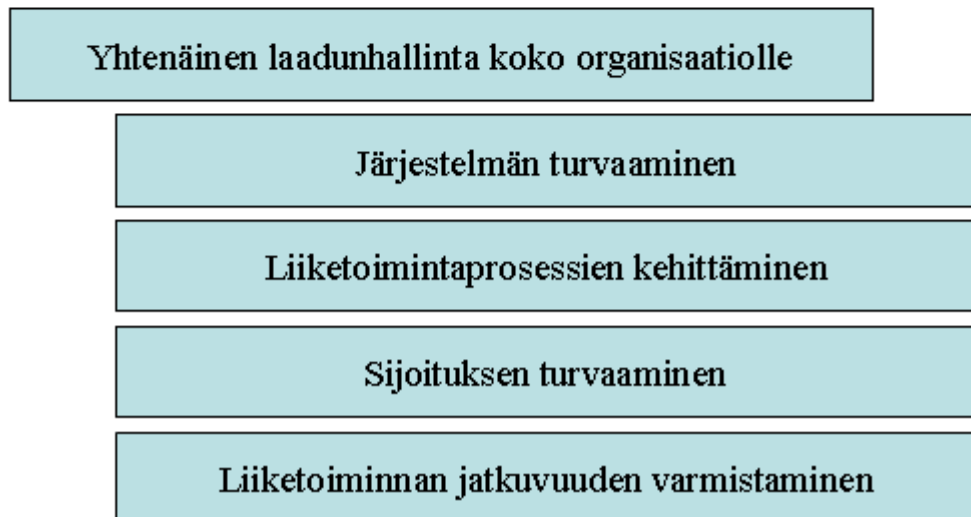 Yhtenäinen laadunhallinta koko organisaatiolle
Järjestelmän turvaaminen
Liiketoimintaprosessien kehittäminen
Sijoituksen turvaaminen
Liiketoiminnan jatkuvuuden varmistaminen